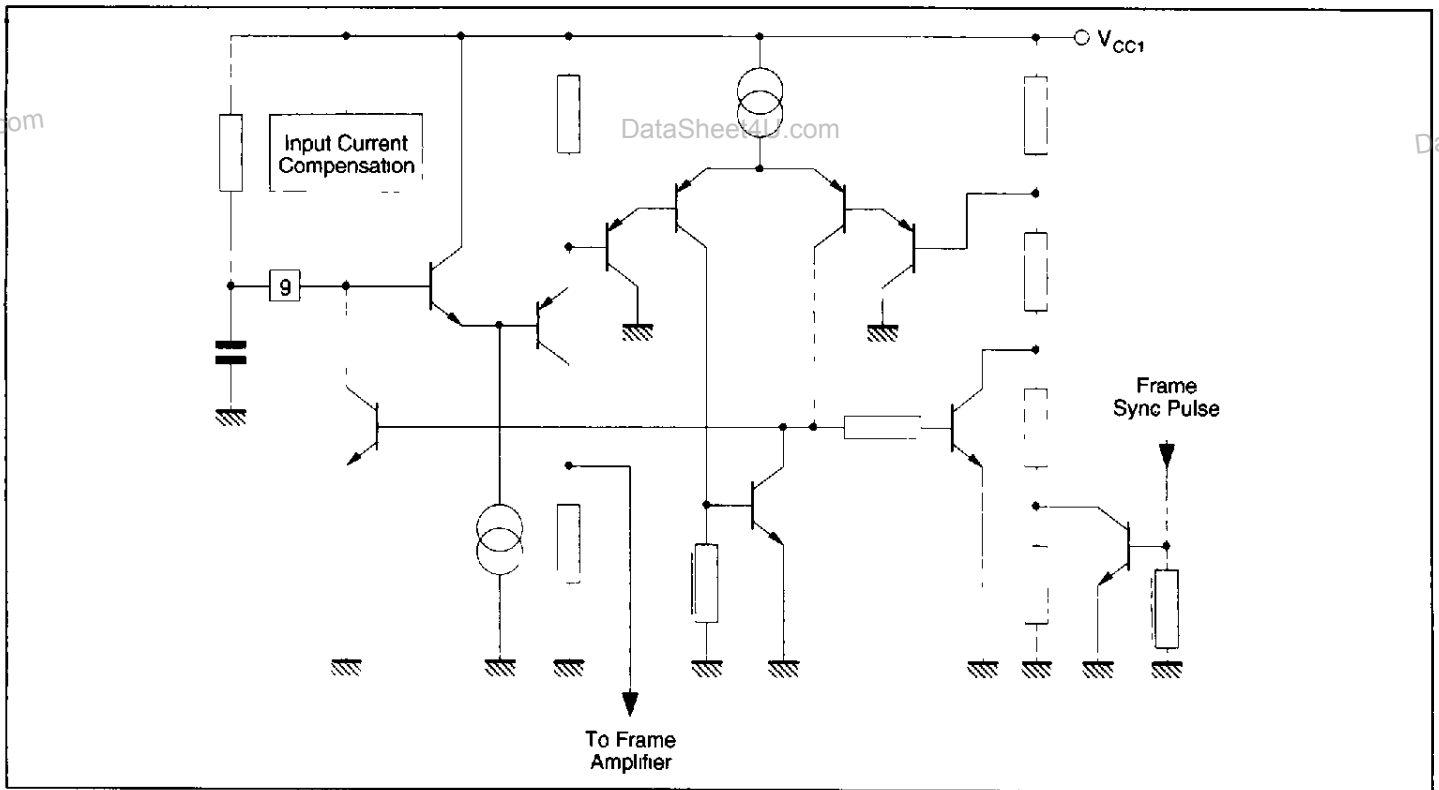 V_CC1
DataSheet4U.com
Input Current
Compensation
9
Frame
Sync Pulse
To Frame
Amplifier